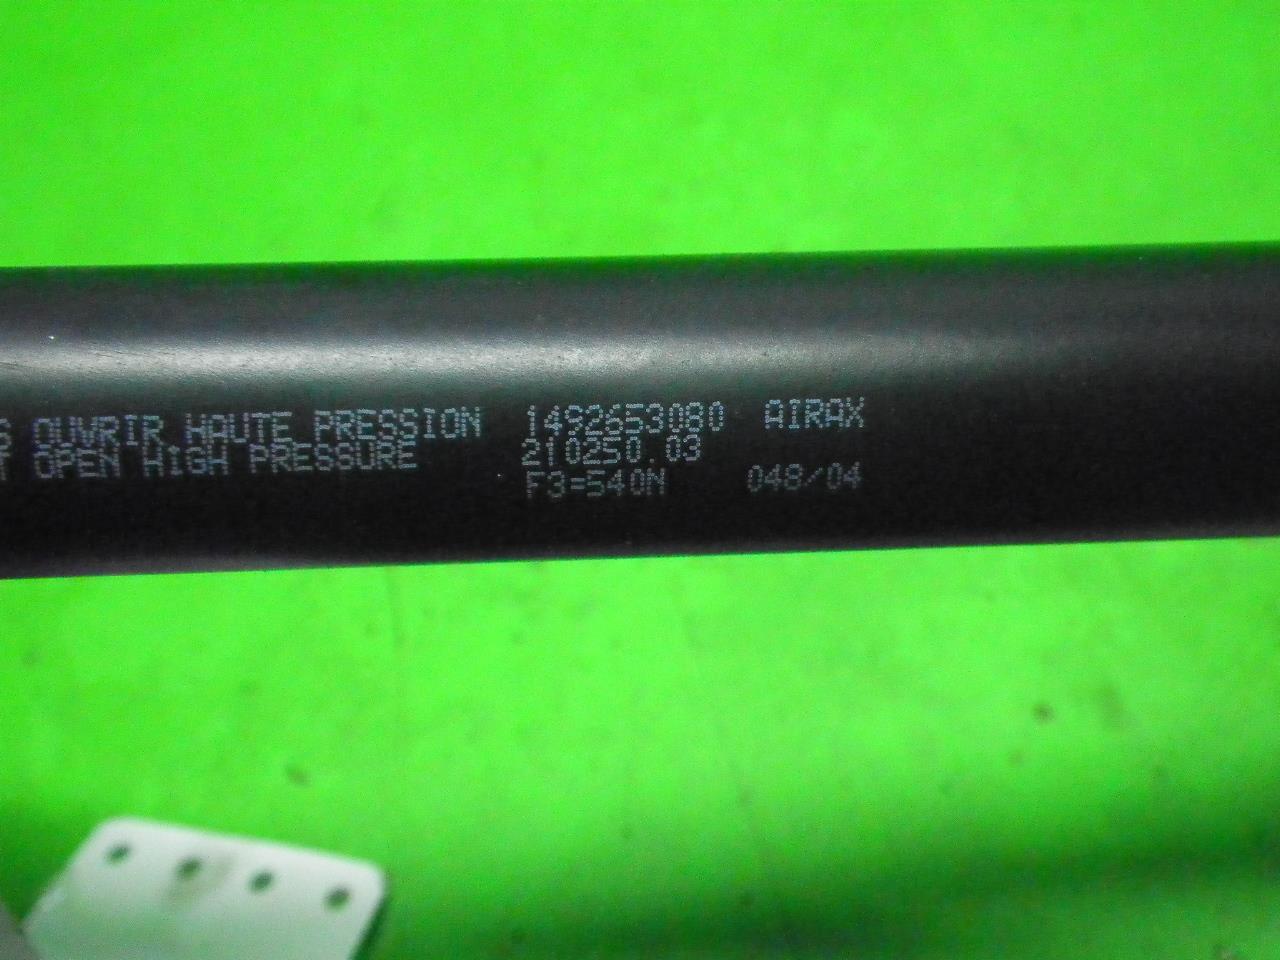 S OUVRIR HAUTE PRESSION 1492653080 AIRAX
T OPEN HIGH PRESSURE 210250.03
F3=540N 048/04